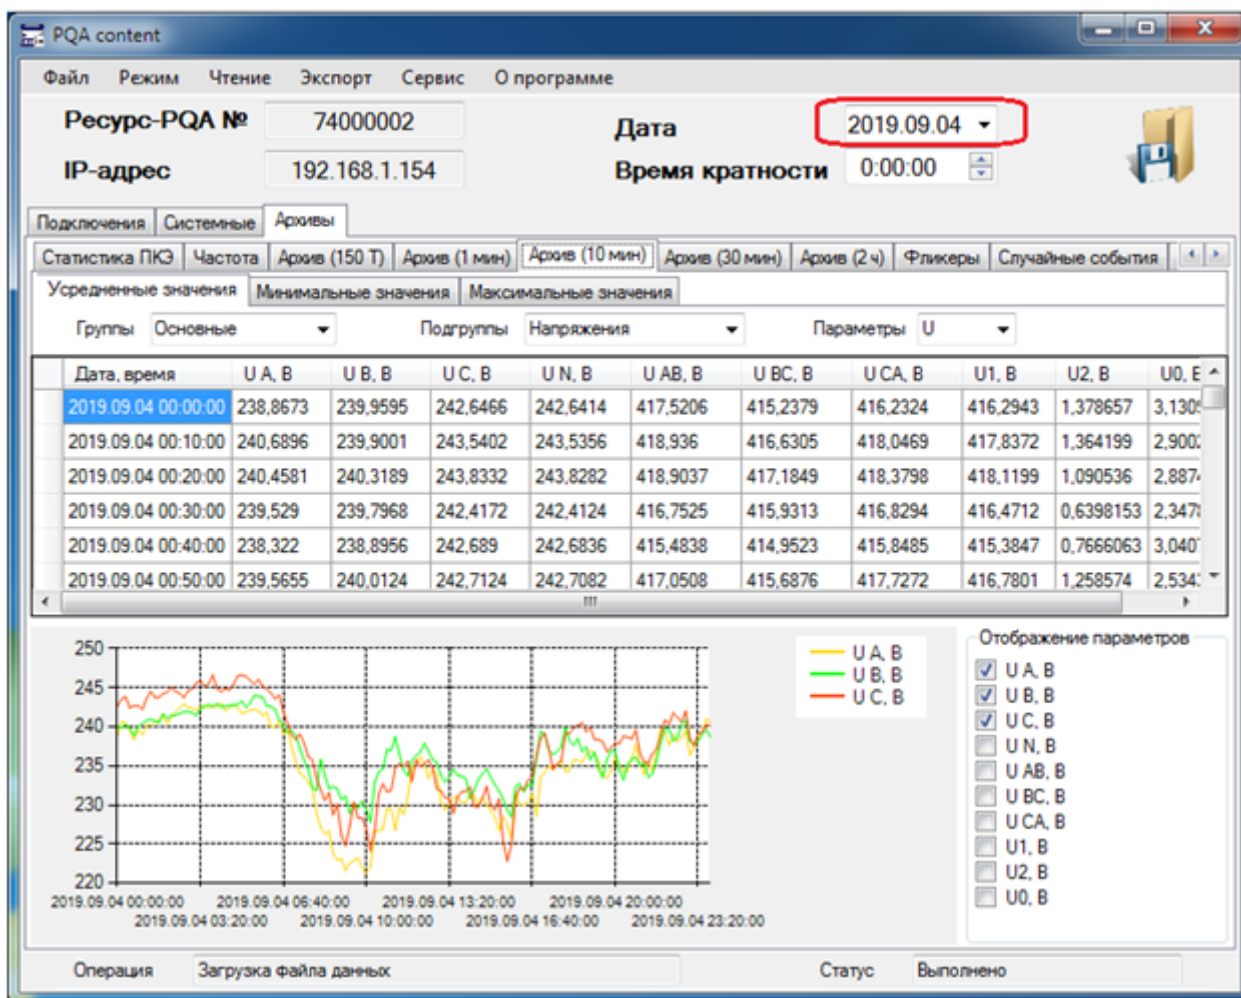 PQA content
Файл Режим Чтение Экспорт Сервис О программе
Ресурс-PQA № 74000002 Дата 2019.09.04
IP-адрес 192.168.1.154 Время кратности 0:00:00
Подключения Системные Архивы
Статистика ПКЭ Частота Архив (150 Т) Архив (1 мин) Архив (10 мин) Архив (30 мин) Архив (2 ч) Фликеры Случайные события
Усредненные значения Минимальные значения Максимальные значения
Группы Основные Подгруппы Напряжения Параметры U
Дата, время U A, В U B, В U C, В U N, В U AB, В U BC, В U CA, В U1, В U2, В U0, В
2019.09.04 00:00:00 238,8673 239,9595 242,6466 242,6414 417,5206 415,2379 416,2324 416,2943 1,378657 3,130
2019.09.04 00:10:00 240,6896 239,9001 243,5402 243,5356 418,936 416,6305 418,0469 417,8372 1,364199 2,900
2019.09.04 00:20:00 240,4581 240,3189 243,8332 243,8282 418,9037 417,1849 418,3798 418,1199 1,090536 2,887
2019.09.04 00:30:00 239,529 239,7968 242,4172 242,4124 416,7525 415,9313 416,8294 416,4712 0,6398153 2,347
2019.09.04 00:40:00 238,322 238,8956 242,689 242,6836 415,4838 414,9523 415,8485 415,3847 0,7666063 3,040
2019.09.04 00:50:00 239,5655 240,0124 242,7124 242,7082 417,0508 415,6876 417,7272 416,7801 1,258574 2,534
250
245
240
235
230
225
220
2019.09.04 00:00:00 2019.09.04 06:40:00 2019.09.04 13:20:00 2019.09.04 20:00:00
2019.09.04 03:20:00 2019.09.04 10:00:00 2019.09.04 16:40:00 2019.09.04 23:20:00
U A, В
U B, В
U C, В
Отображение параметров
U A, В
U B, В
U C, В
U N, В
U AB, В
U BC, В
U CA, В
U1, В
U2, В
U0, В
Операция Загрузка файла данных Статус Выполнено